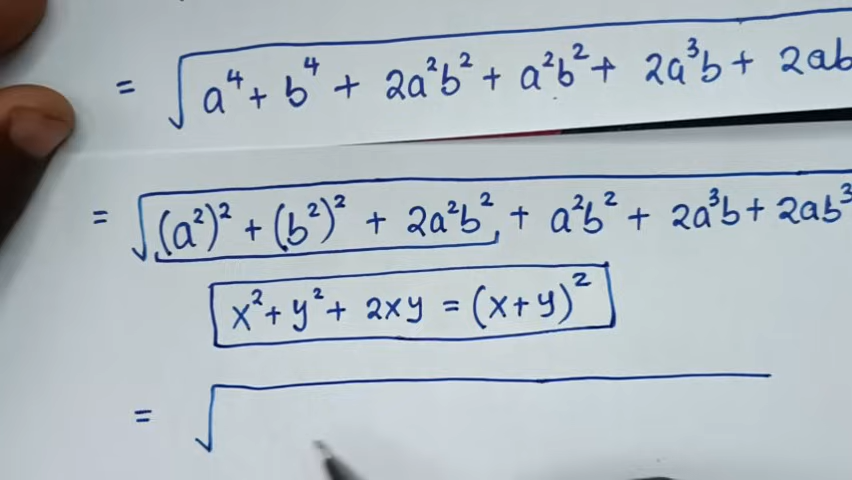 = √a⁴ + b⁴ + 2a²b² + a²b² + 2a³b + 2ab
= √(a²)² + (b²)² + 2a²b² + a²b² + 2a³b + 2ab³
x² + y² + 2xy = (x+y)²
= √